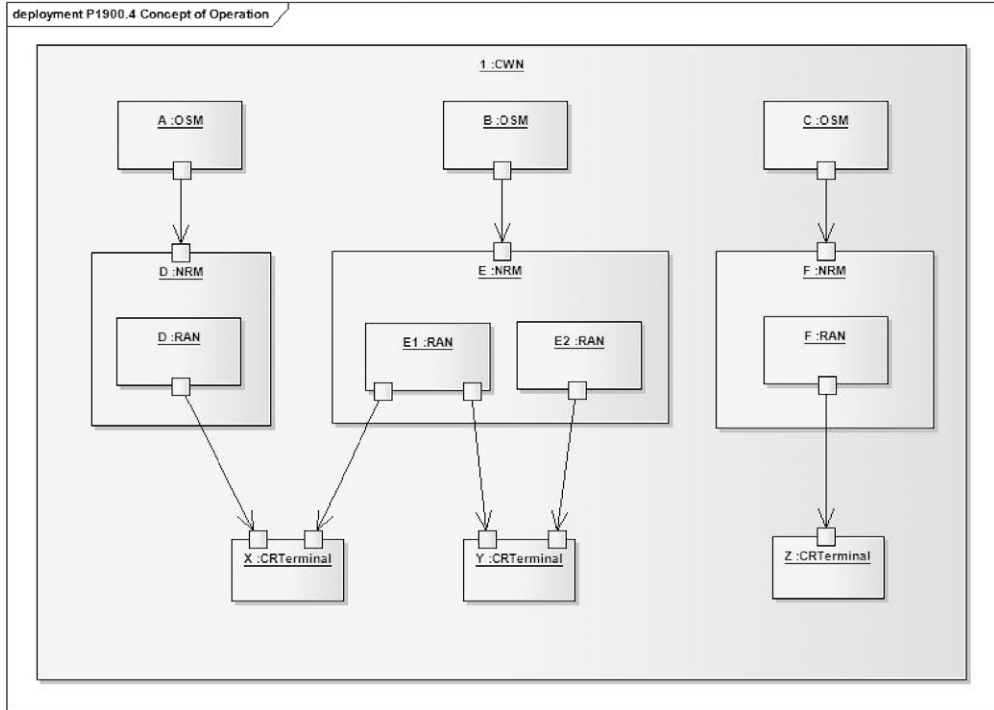 deployment P1900.4 Concept of Operation
1 :CWN
A :OSM
B :OSM
C :OSM
D :NRM
E :NRM
F :NRM
D :RAN
E1 :RAN
E2 :RAN
F :RAN
X :CRTerminal
Y :CRTerminal
Z :CRTerminal